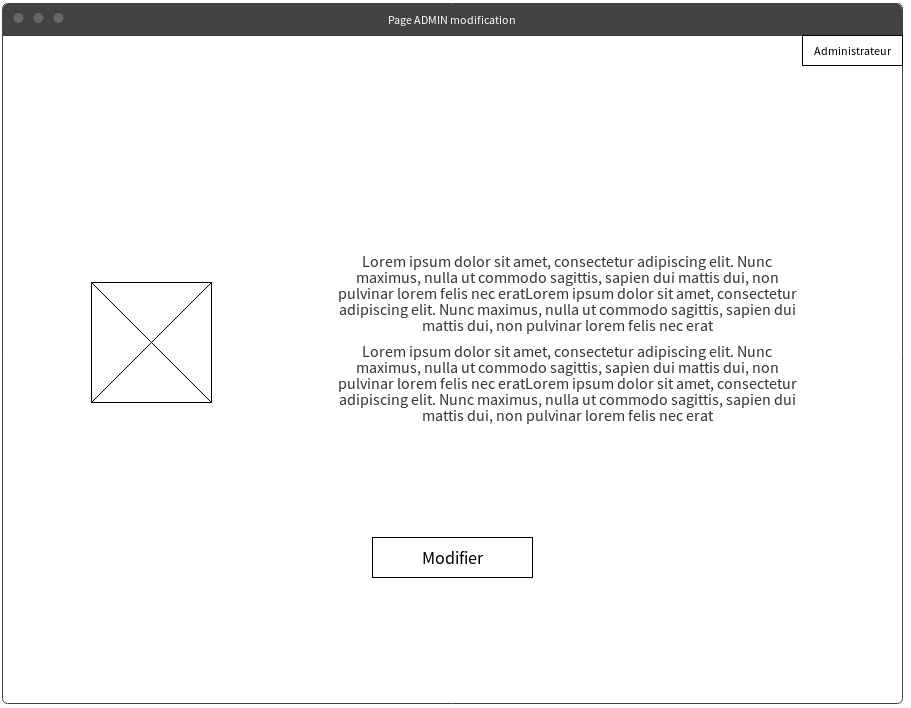 Page ADMIN modification
Administrateur
Lorem ipsum dolor sit amet, consectetur adipiscing elit. Nunc
maximus, nulla ut commodo sagittis, sapien dui mattis dui, non
pulvinar lorem felis nec eratLorem ipsum dolor sit amet, consectetur
adipiscing elit. Nunc maximus, nulla ut commodo sagittis, sapien dui
mattis dui, non pulvinar lorem felis nec erat
Lorem ipsum dolor sit amet, consectetur adipiscing elit. Nunc
maximus, nulla ut commodo sagittis, sapien dui mattis dui, non
pulvinar lorem felis nec eratLorem ipsum dolor sit amet, consectetur
adipiscing elit. Nunc maximus, nulla ut commodo sagittis, sapien dui
mattis dui, non pulvinar lorem felis nec erat
Modifier